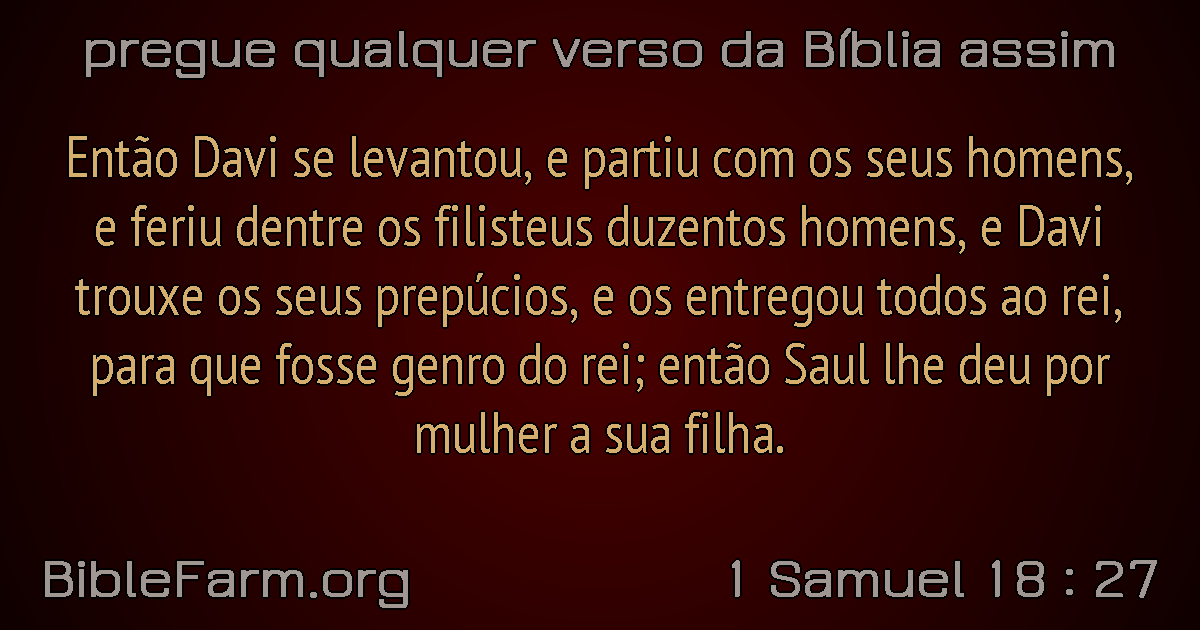 pregue qualquer verso da Bíblia assim
Então Davi se levantou, e partiu com os seus homens,
e feriu dentre os filisteus duzentos homens, e Davi
trouxe os seus prepúcios, e os entregou todos ao rei,
para que fosse genro do rei; então Saul lhe deu por
mulher a sua filha.
BibleFarm.org
1 Samuel 18 : 27